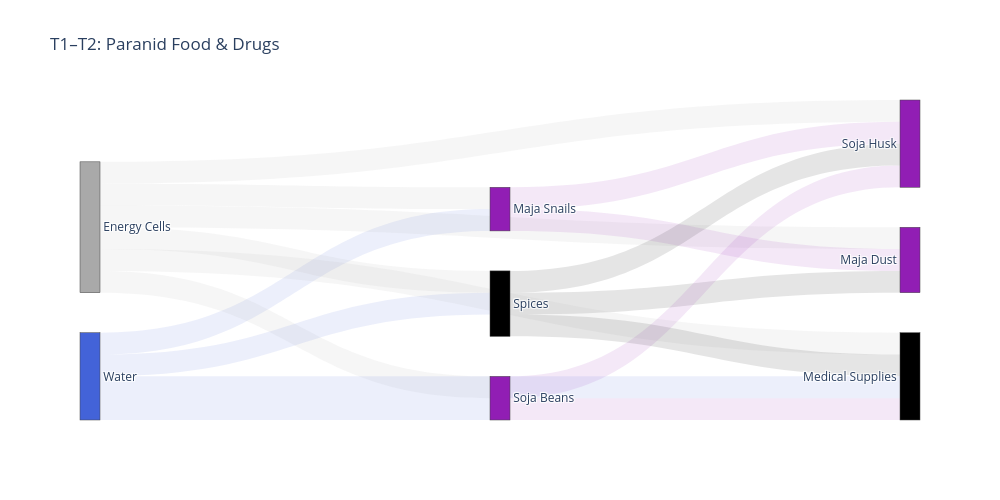 T1–T2: Paranid Food & Drugs
Soja Husk
Maja Snails
Energy Cells
Maja Dust
Spices
Water
Medical Supplies
Soja Beans